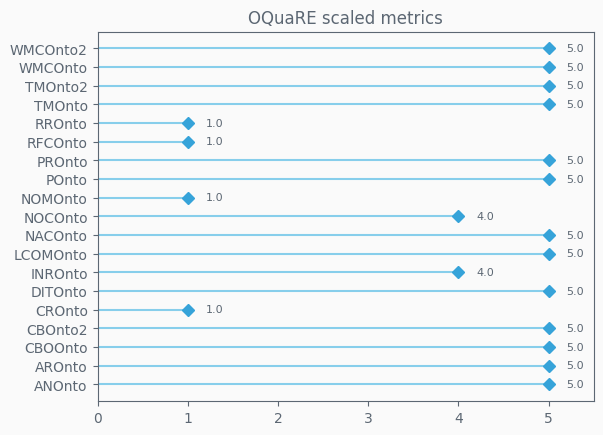 OQuaRE scaled metrics
WMCOnto2 5.0
WMCOnto 5.0
TMOnto2 5.0
TMOnto 5.0
RROnto 1.0
RFCOnto 1.0
PROnto 5.0
POnto 5.0
NOMOnto 1.0
NOCOnto 4.0
NACOnto 5.0
LCOMOnto 5.0
INROnto 4.0
DITOnto 5.0
CROnto 1.0
CBOnto2 5.0
CBOOnto 5.0
AROnto 5.0
ANOnto 5.0
0 1 2 3 4 5